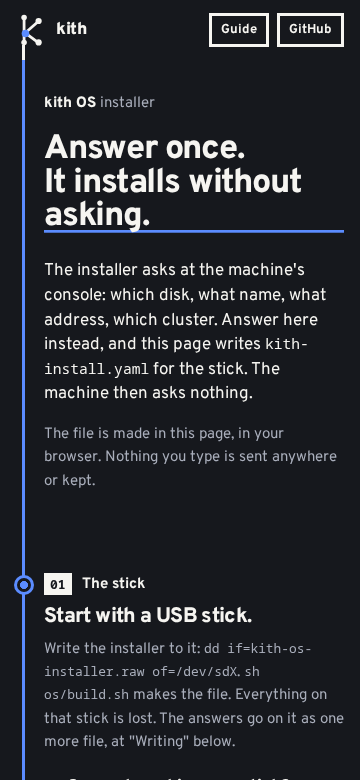 kith
Guide
GitHub
kith OS installer
Answer once.
It installs without
asking.
The installer asks at the machine's
console: which disk, what name, what
address, which cluster. Answer here
instead, and this page writes kith-
install.yaml for the stick. The
machine then asks nothing.
The file is made in this page, in your
browser. Nothing you type is sent anywhere
or kept.
01 The stick
Start with a USB stick.
Write the installer to it: dd if=kith-os-
installer.raw of=/dev/sdX. sh
os/build.sh makes the file. Everything on
that stick is lost. The answers go on it as one
more file, at "Writing" below.